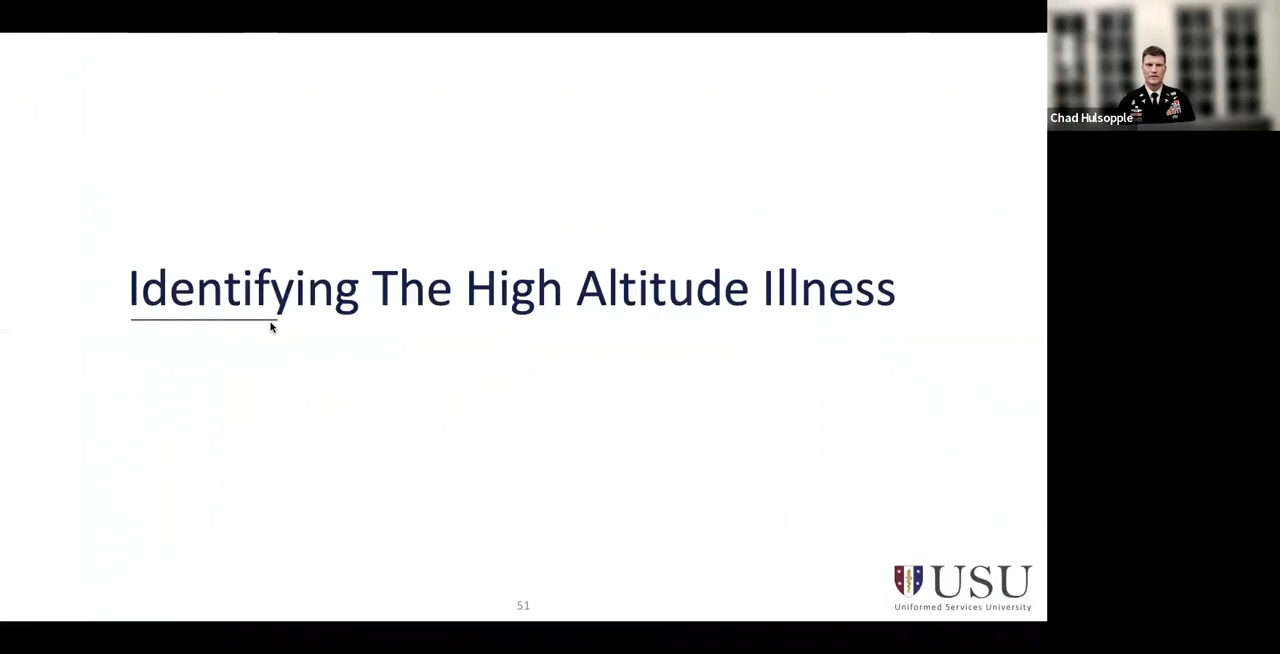 Chad Hulsopple
Identifying The High Altitude Illness
USU
Uniformed Services University
51